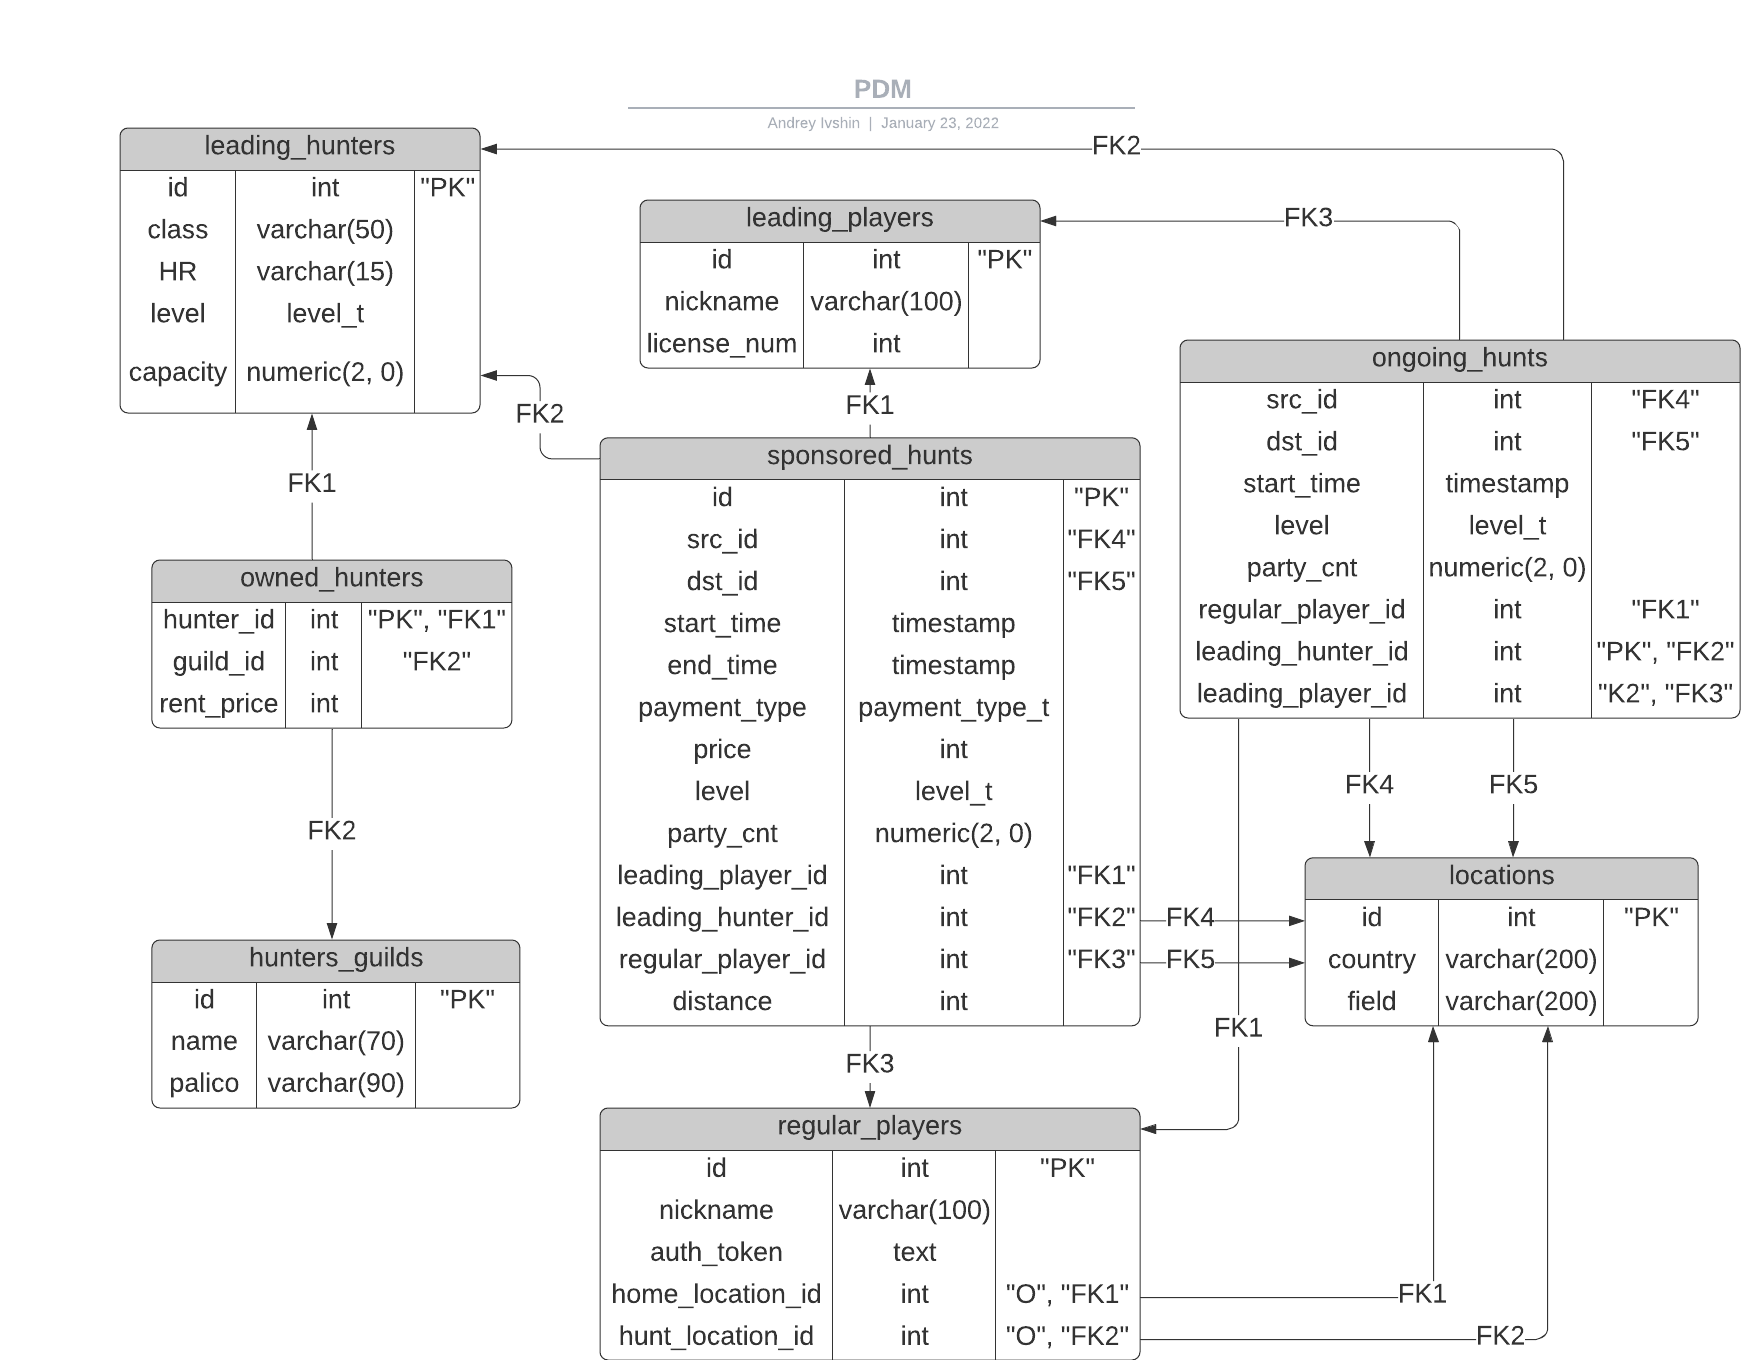 PDM
Andrey Ivshin | January 23, 2022
leading_hunters
id int "PK"
class varchar(50)
HR varchar(15)
level level_t
capacity numeric(2, 0)
FK2
leading_players
id int "PK"
nickname varchar(100)
license_num int
FK3
ongoing_hunts
src_id int "FK4"
dst_id int "FK5"
start_time timestamp
level level_t
party_cnt numeric(2, 0)
regular_player_id int "FK1"
leading_hunter_id int "PK", "FK2"
leading_player_id int "K2", "FK3"
FK2
FK1
sponsored_hunts
id int "PK"
src_id int "FK4"
dst_id int "FK5"
start_time timestamp
end_time timestamp
payment_type payment_type_t
price int
level level_t
party_cnt numeric(2, 0)
leading_player_id int "FK1"
leading_hunter_id int "FK2"
regular_player_id int "FK3"
distance int
FK1
owned_hunters
hunter_id int "PK", "FK1"
guild_id int "FK2"
rent_price int
FK2
hunters_guilds
id int "PK"
name varchar(70)
palico varchar(90)
FK4
FK5
FK4
FK5
locations
id int "PK"
country varchar(200)
field varchar(200)
FK1
FK3
regular_players
id int "PK"
nickname varchar(100)
auth_token text
home_location_id int "O", "FK1"
hunt_location_id int "O", "FK2"
FK1
FK2